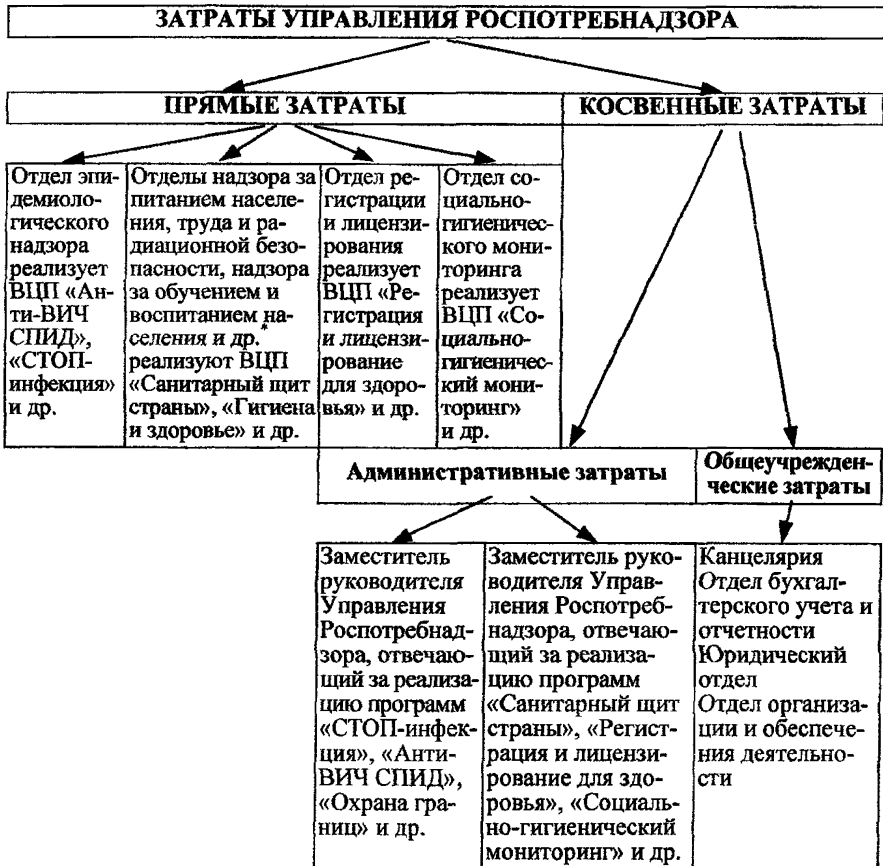 ЗАТРАТЫ УПРАВЛЕНИЯ РОСПОТРЕБНАДЗОРА
ПРЯМЫЕ ЗАТРАТЫ
КОСВЕННЫЕ ЗАТРАТЫ
Отдел эпи-
демиоло-
гического
надзора
реализует
ВЦП «Ан-
ти-ВИЧ
СПИД»,
«СТОП-
инфекция»
и др.
Отделы надзора за
питанием населе-
ния, труда и ра-
диационной безо-
пасности, надзора
за обучением и
воспитанием на-
селения и др.*
реализуют ВЦП
«Санитарный щит
страны», «Гигиена
и здоровье» и др.
Отдел ре-
гистрации
и лицензи-
рования
реализует
ВЦП «Ре-
гистрация
и лицензи-
рование
для здоро-
вья» и др.
Отдел со-
циально-
гигиеничес-
кого мони-
торинга
реализует
ВЦП «Со-
циально-
гигиеничес-
кий мони-
торинг»
и др.
Административные затраты
Общеучрежден-
ческие затраты
Заместитель
руководителя
Управления
Роспотребнад-
зора, отвечаю-
щий за реализа-
цию программ
«СТОП-инфек-
ция», «Анти-
ВИЧ СПИД»,
«Охрана гра-
ниц» и др.
Заместитель руко-
водителя Управ-
ления Роспотреб-
надзора, отвечаю-
щий за реализа-
цию программ
«Санитарный щит
страны», «Регист-
рация и лицензи-
рование для здо-
ровья», «Социаль-
но-гигиенический
мониторинг» и др.
Канцелярия
Отдел бухгал-
терского учета и
отчетности
Юридический
отдел
Отдел организа-
ции и обеспече-
ния деятельно-
сти